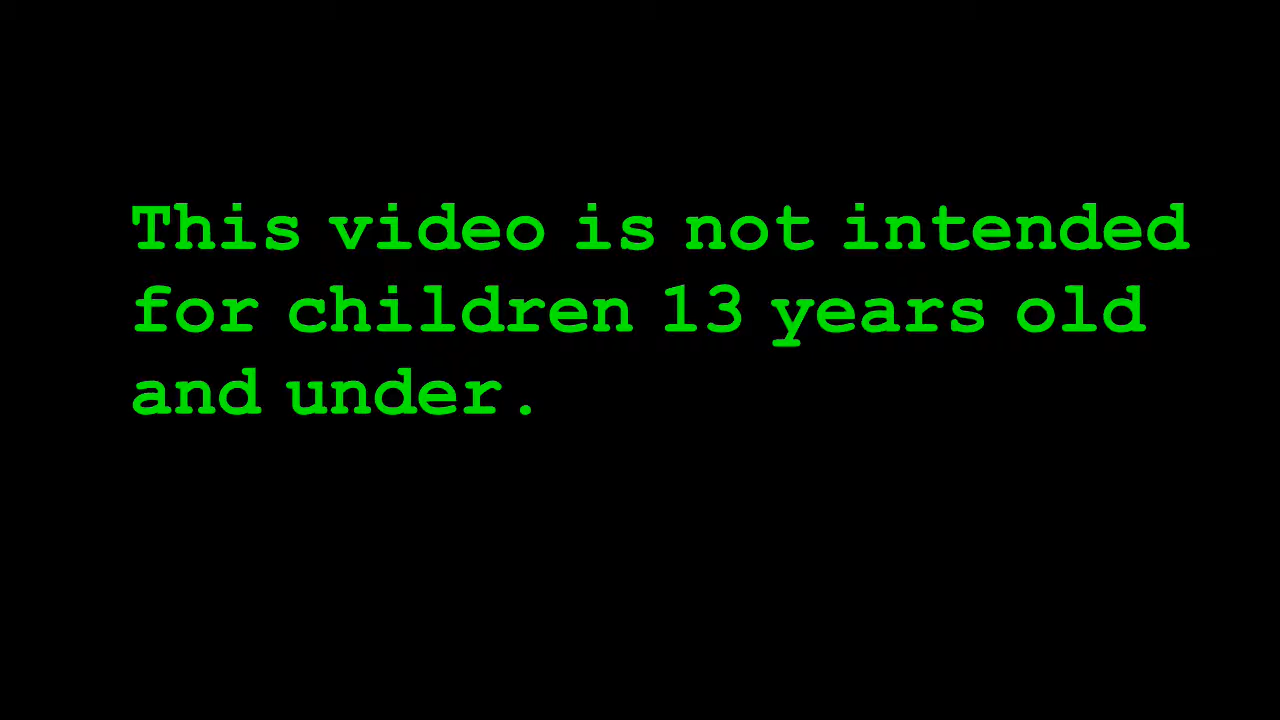 This video is not intended
for children 13 years old
and under.